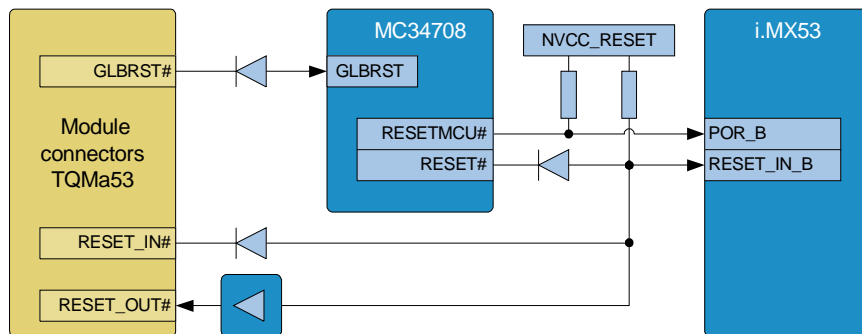 MC34708
i.MX53
NVCC_RESET
GLBRST#
GLBRST
Module
connectors
TQMa53
RESETMCU#
POR_B
RESET#
RESET_IN_B
RESET_IN#
RESET_OUT#